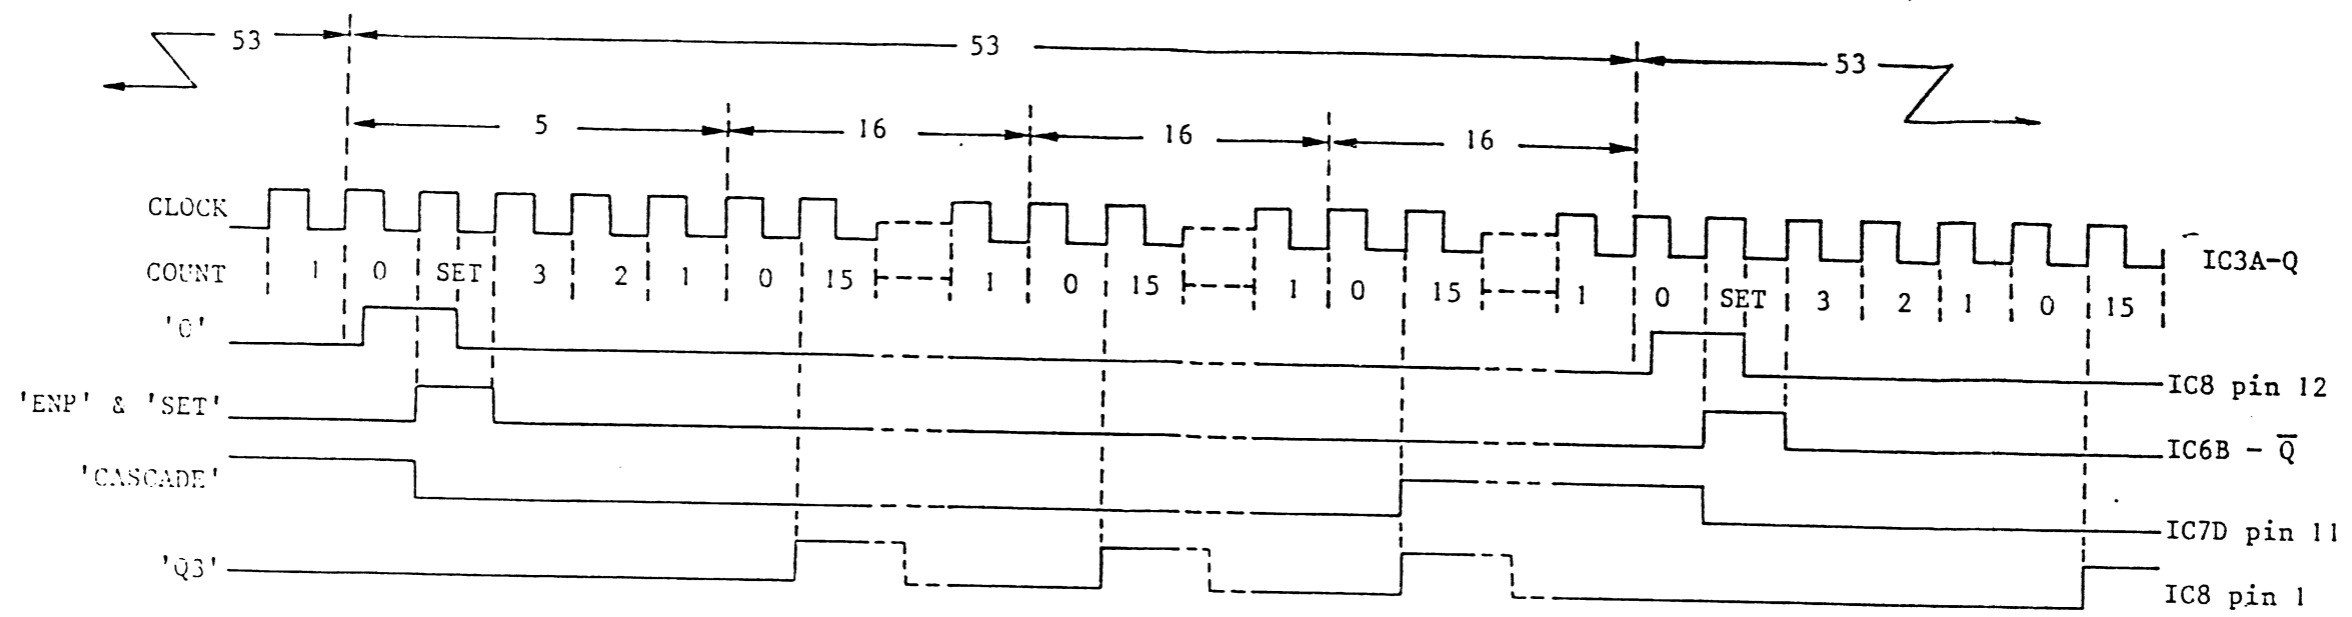 53 53 53
5 16 16 16
CLOCK IC3A-Q
COUNT 1 0 SET 3 2 1 0 15 1 0 15 1 0 15 1 0 SET 3 2 1 0 15
'0' IC8 pin 12
'ENP' & 'SET' IC6B - Q̅
'CASCADE' IC7D pin 11
'Q3' IC8 pin 1